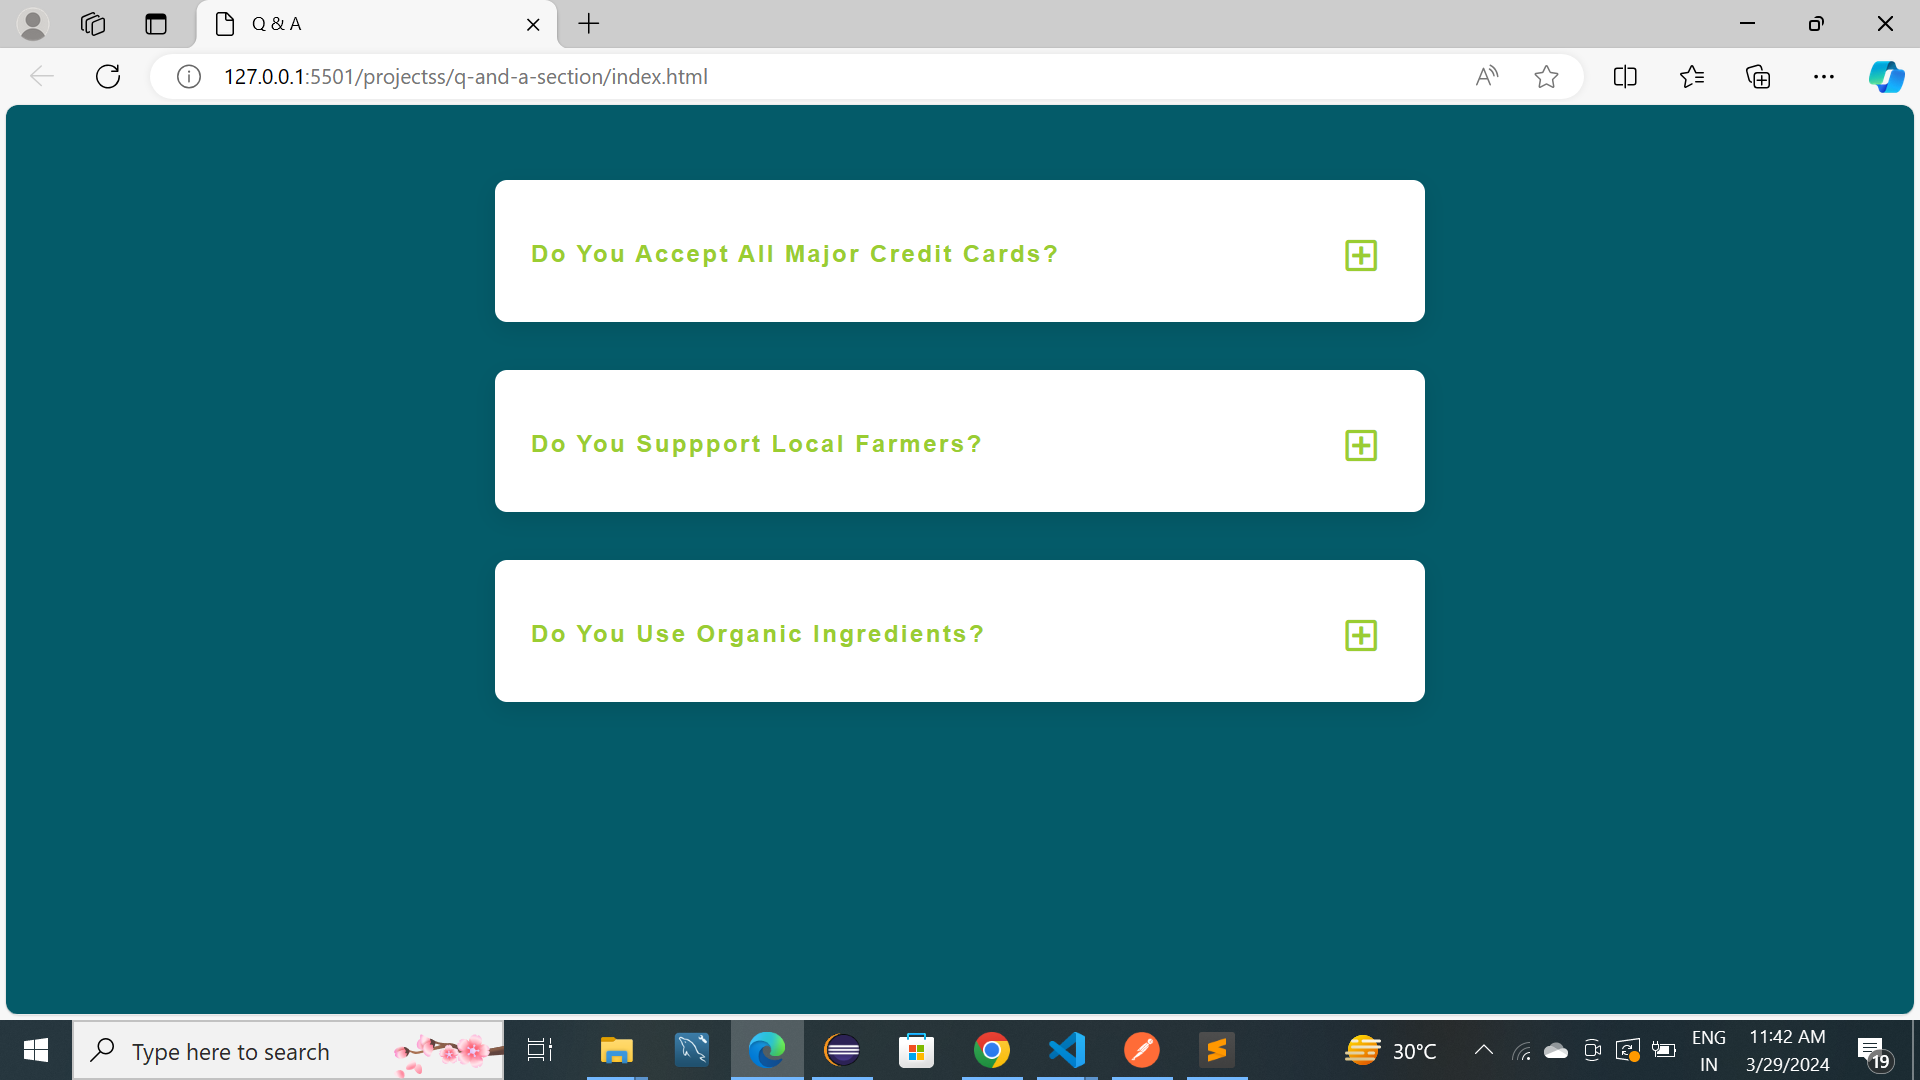 Q & A
127.0.0.1:5501/projectss/q-and-a-section/index.html
Do You Accept All Major Credit Cards?
Do You Suppport Local Farmers?
Do You Use Organic Ingredients?
Type here to search
30°C
ENG
IN
11:42 AM
3/29/2024
19